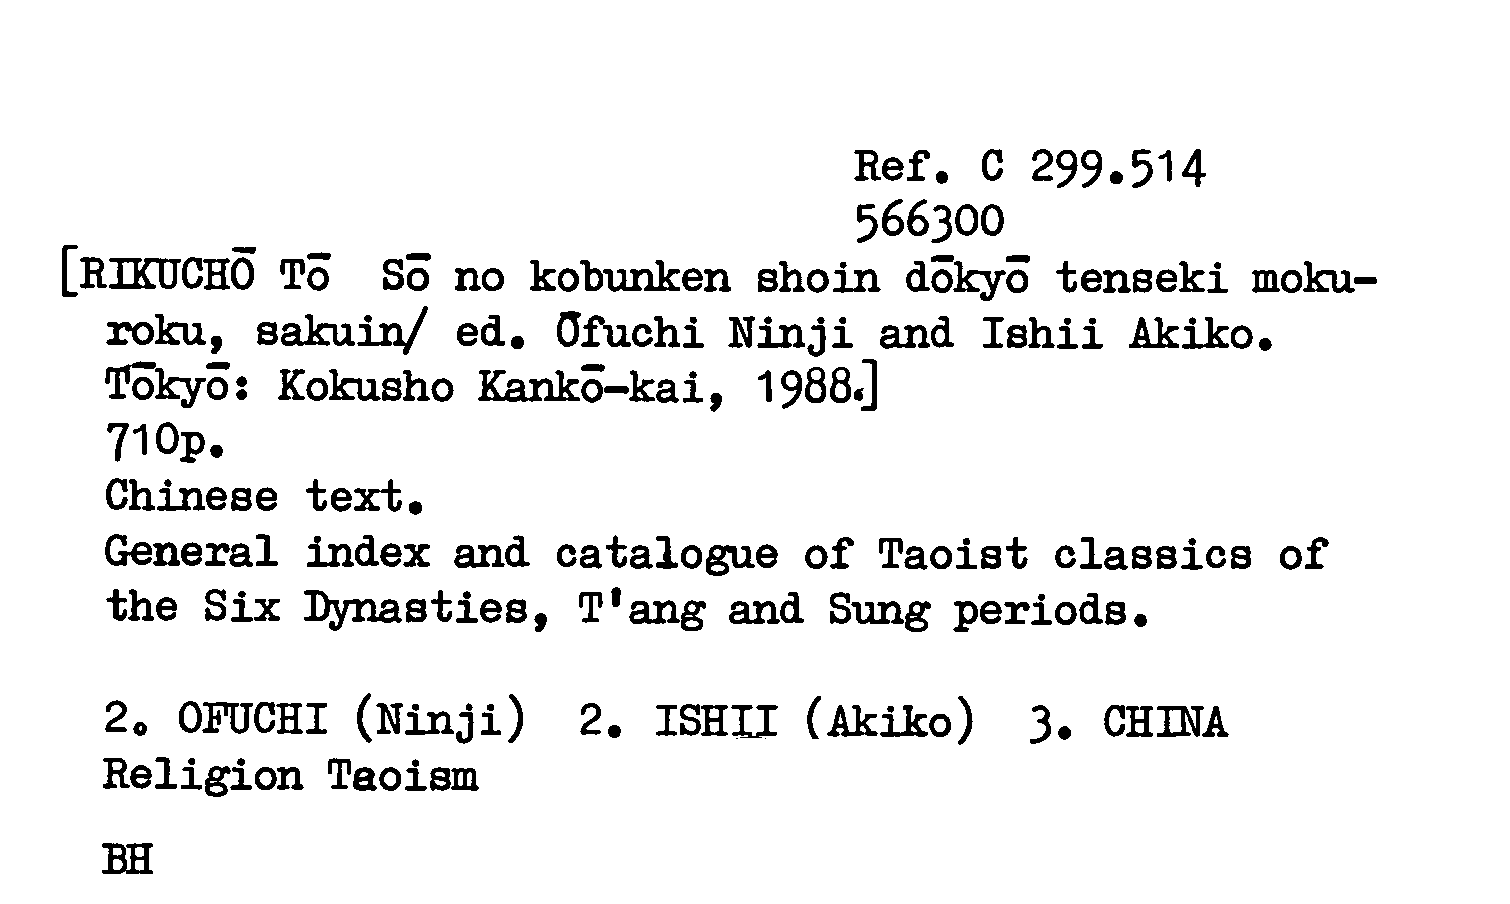 Ref. C 299.514
566300
[RIKUCHŌ Tō Sō no kobunken shoin dōkyō tenseki moku-
roku, sakuin/ ed. Ōfuchi Ninji and Ishii Akiko.
Tōkyō: Kokusho Kankō-kai, 1988.]
710p.
Chinese text.
General index and catalogue of Taoist classics of
the Six Dynasties, T'ang and Sung periods.
2. OFUCHI (Ninji) 2. ISHII (Akiko) 3. CHINA
Religion Taoism
BH